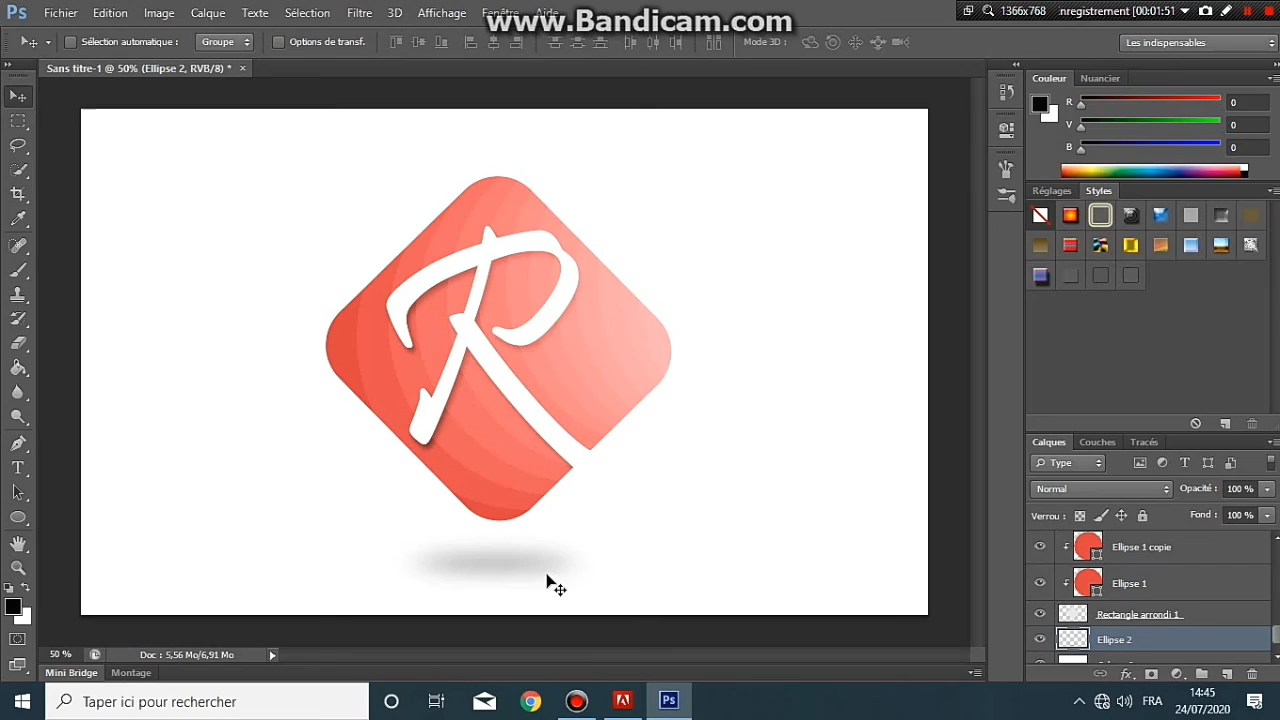 Ps Fichier Edition Image Calque Texte Sélection Filtre 3D Affichage Fenêtre Aide
www.Bandicam.com
1366x768 nregistrement [00:01:51]
Sélection automatique : Groupe Options de transf. Mode 3D : Les indispensables
Sans titre-1 @ 50% (Ellipse 2, RVB/8) * ×
Couleur Nuancier
R 0
V 0
B 0
Réglages Styles
R
Calques Couches Tracés
Type
Normal Opacité : 100 %
Verrou : Fond : 100 %
Ellipse 1 copie
Ellipse 1
Rectangle arrondi 1
Ellipse 2
50 % Doc : 5,56 Mo/6,91 Mo
Mini Bridge Montage
Taper ici pour rechercher
Ps
FRA
14:45
24/07/2020